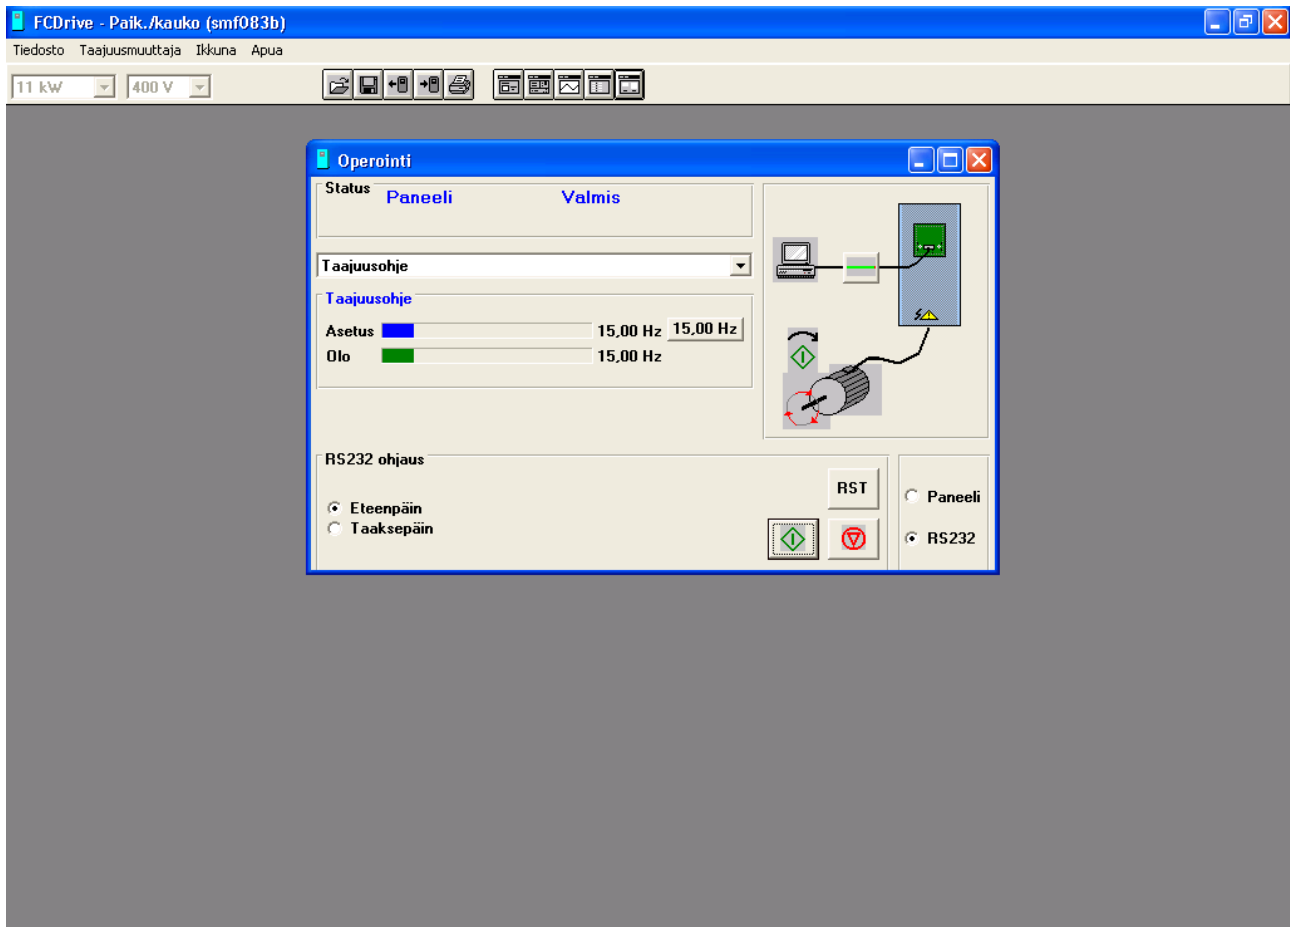 FCDrive - Paik./kauko (smf083b)
Tiedosto Taajuusmuuttaja Ikkuna Apua
11 kW 400 V
Operointi
Status
Paneeli Valmis
Taajuusohje
Taajuusohje
Asetus 15,00 Hz 15,00 Hz
Olo 15,00 Hz
RS232 ohjaus
RST
Paneeli
Eteenpäin
Taaksepäin
RS232